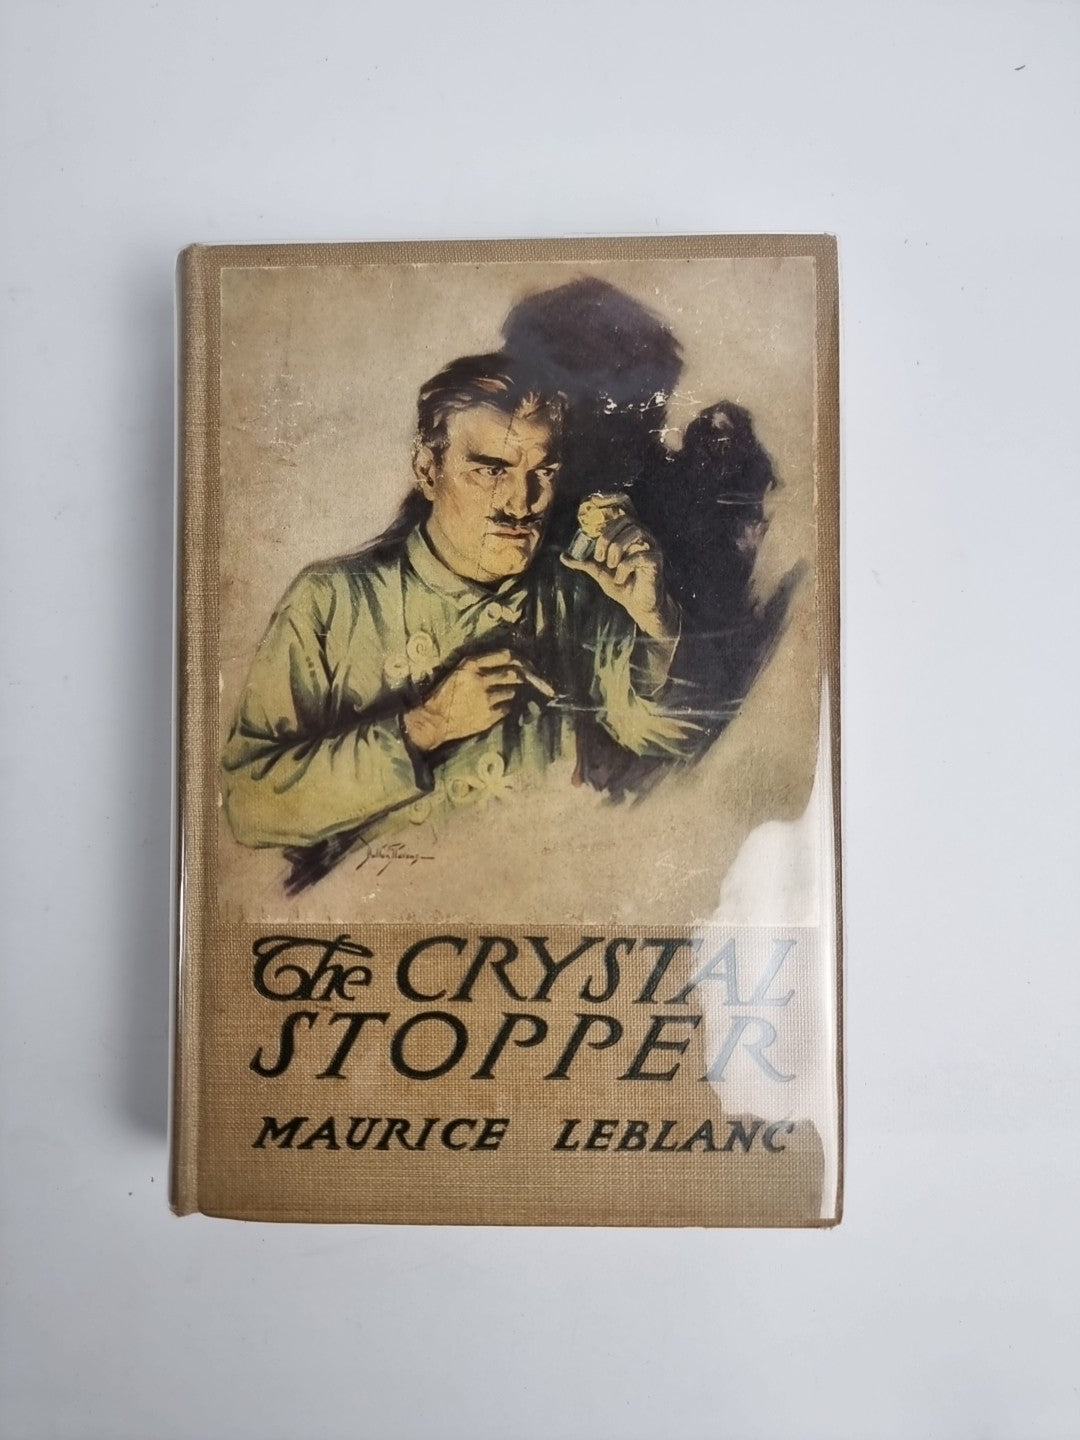 The CRYSTAL
STOPPER
MAURICE LEBLANC